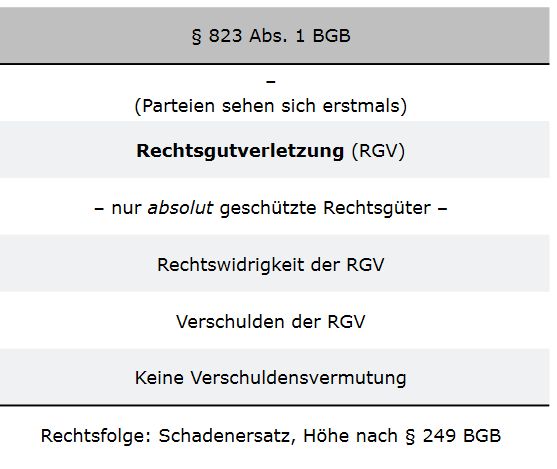 § 823 Abs. 1 BGB
–
(Parteien sehen sich erstmals)
Rechtsgutverletzung (RGV)
– nur absolut geschützte Rechtsgüter –
Rechtswidrigkeit der RGV
Verschulden der RGV
Keine Verschuldensvermutung
Rechtsfolge: Schadenersatz, Höhe nach § 249 BGB